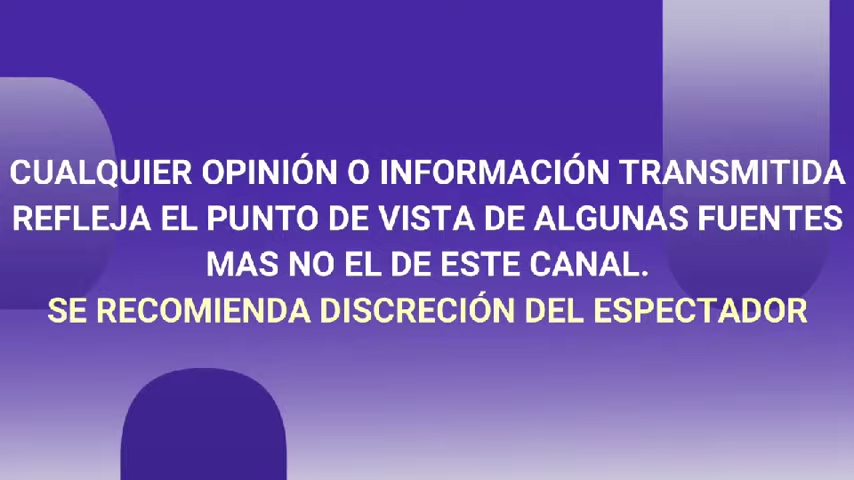 CUALQUIER OPINIÓN O INFORMACIÓN TRANSMITIDA
REFLEJA EL PUNTO DE VISTA DE ALGUNAS FUENTES
MAS NO EL DE ESTE CANAL.
SE RECOMIENDA DISCRECIÓN DEL ESPECTADOR